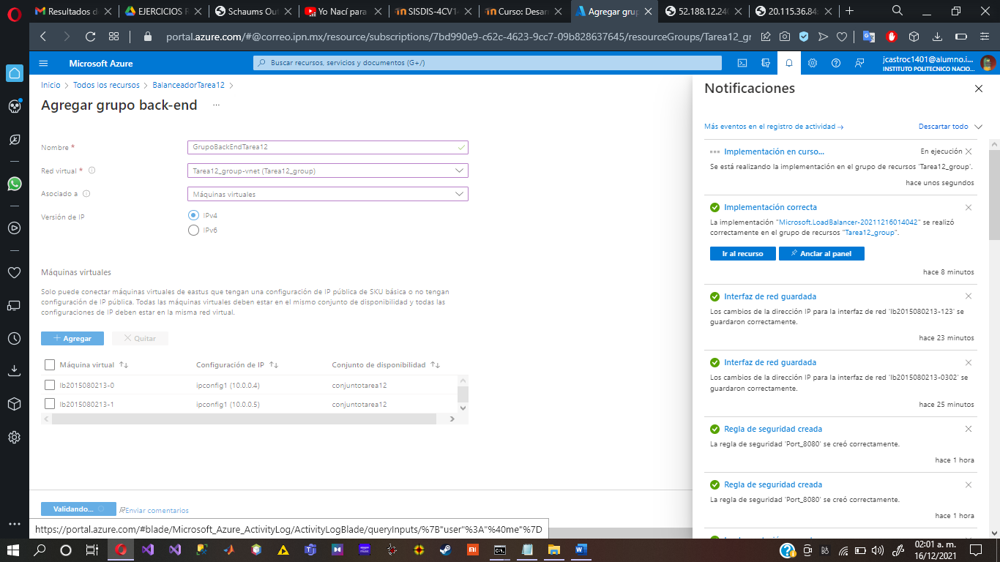 Resultados d
EJERCICIOS R
Schaums Out
Yo Nací para
SISDIS-4CV1
Curso: Desar
Agregar grup
52.188.12.24
20.115.36.84
portal.azure.com/#@correo.ipn.mx/resource/subscriptions/7bd990e9-c62c-4623-9cc7-09b828637645/resourceGroups/Tarea12_gr
Microsoft Azure
Buscar recursos, servicios y documentos (G+/)
jcastroc1401@alumno.i...
INSTITUTO POLITECNICO NACIO...
Inicio > Todos los recursos > BalanceadorTarea12 >
Agregar grupo back-end ...
Nombre *
GrupoBackEndTarea12
Red virtual *
Tarea12_group-vnet (Tarea12_group)
Asociado a
Máquinas virtuales
Versión de IP
IPv4
IPv6
Máquinas virtuales
Solo puede conectar máquinas virtuales de eastus que tengan una configuración de IP pública de SKU básica o no tengan
configuración de IP pública. Todas las máquinas virtuales deben estar en el mismo conjunto de disponibilidad y todas las
configuraciones de IP deben estar en la misma red virtual.
+ Agregar
Quitar
Máquina virtual ↑↓ Configuración de IP ↑↓ Conjunto de disponibilidad ↑↓
lb2015080213-0 ipconfig1 (10.0.0.4) conjuntotarea12
lb2015080213-1 ipconfig1 (10.0.0.5) conjuntotarea12
Validando...
Enviar comentarios
https://portal.azure.com/#blade/Microsoft_Azure_ActivityLog/ActivityLogBlade/queryInputs/%7B"user"%3A"%40me"%7D
Notificaciones
Más eventos en el registro de actividad →
Descartar todo
Implementación en curso...
En ejecución
Se está realizando la implementación en el grupo de recursos 'Tarea12_group'.
hace unos segundos
Implementación correcta
La implementación "Microsoft.LoadBalancer-20211216014042" se realizó
correctamente en el grupo de recursos "Tarea12_group".
Ir al recurso
Anclar al panel
hace 8 minutos
Interfaz de red guardada
Los cambios de la dirección IP para la interfaz de red 'lb2015080213-123' se
guardaron correctamente.
hace 23 minutos
Interfaz de red guardada
Los cambios de la dirección IP para la interfaz de red 'lb2015080213-0302' se
guardaron correctamente.
hace 25 minutos
Regla de seguridad creada
La regla de seguridad 'Port_8080' se creó correctamente.
hace 1 hora
Regla de seguridad creada
La regla de seguridad 'Port_8080' se creó correctamente.
hace 1 hora
02:01 a. m.
16/12/2021